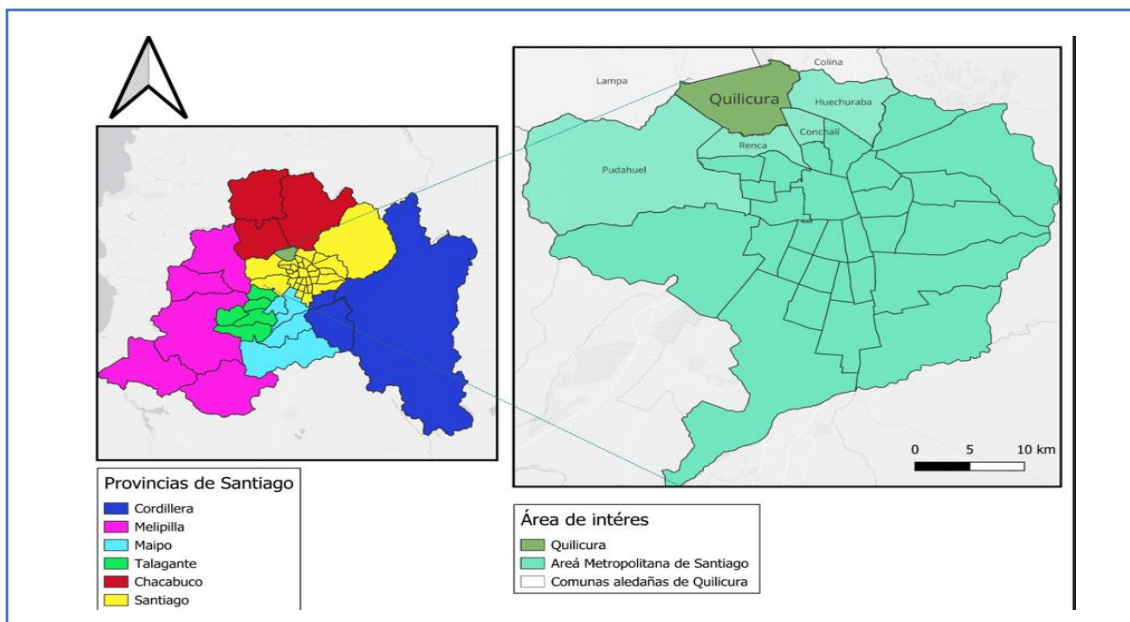 Lampa
Colina
Quilicura
Huechuraba
Conchalí
Renca
Pudahuel
0 5 10 km
Provincias de Santiago
Cordillera
Melipilla
Maipo
Talagante
Chacabuco
Santiago
Área de intéres
Quilicura
Areá Metropolitana de Santiago
Comunas aledañas de Quilicura